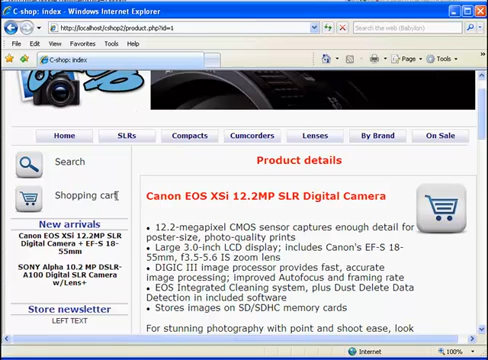 C-shop: index - Windows Internet Explorer
http://localhost/cshop2/product.php?id=1
Search the web (Babylon)
File Edit View Favorites Tools Help
C-shop: index
Page Tools
Home SLRs Compacts Cumcorders Lenses By Brand On Sale
Search
Shopping cart
New arrivals
Canon EOS XSi 12.2MP SLR
Digital Camera + EF-S 18-
55mm
SONY Alpha 10.2 MP DSLR-
A100 Digital SLR Camera
w/Lens+
Store newsletter
LEFT TEXT
Product details
Canon EOS XSi 12.2MP SLR Digital Camera
• 12.2-megapixel CMOS sensor captures enough detail for
poster-size, photo-quality prints
• Large 3.0-inch LCD display; includes Canon's EF-S 18-
55mm, f3.5-5.6 IS zoom lens
• DIGIC III image processor provides fast, accurate
image processing; improved Autofocus and framing rate
• EOS Integrated Cleaning system, plus Dust Delete Data
Detection in included software
• Stores images on SD/SDHC memory cards
For stunning photography with point and shoot ease, look
Internet
100%